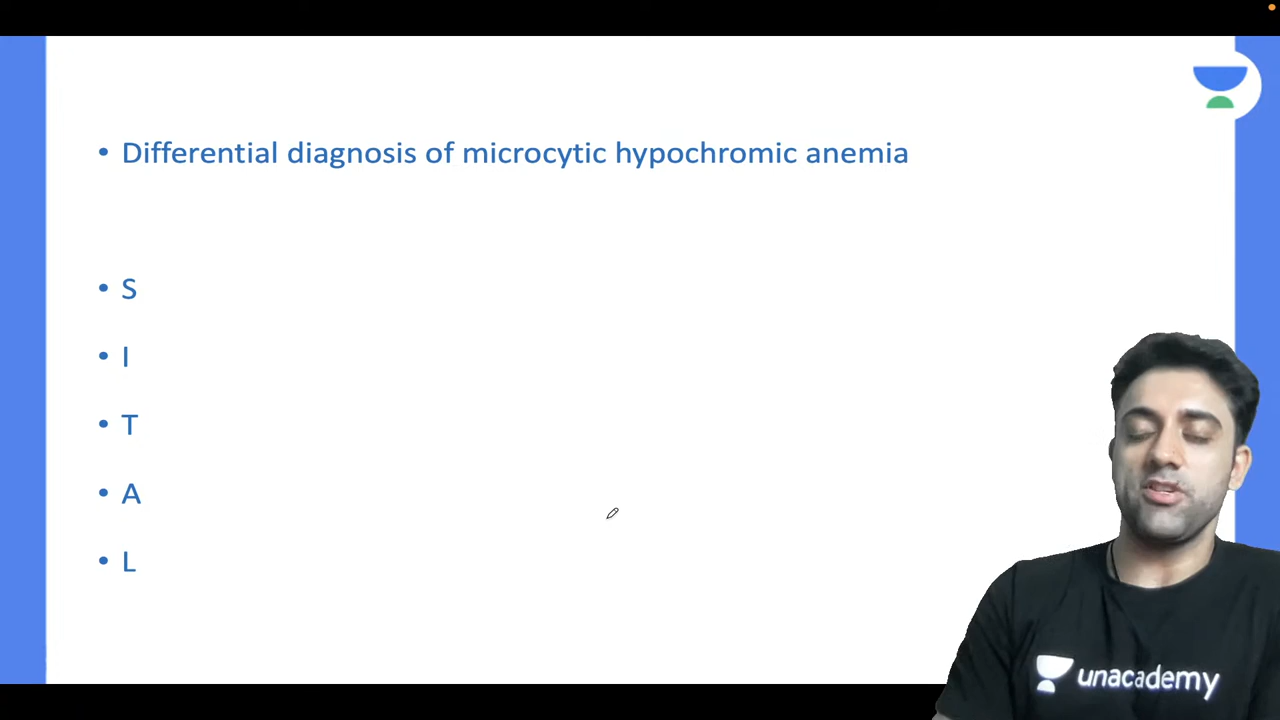 • Differential diagnosis of microcytic hypochromic anemia
• S
• I
• T
• A
• L
unacademy